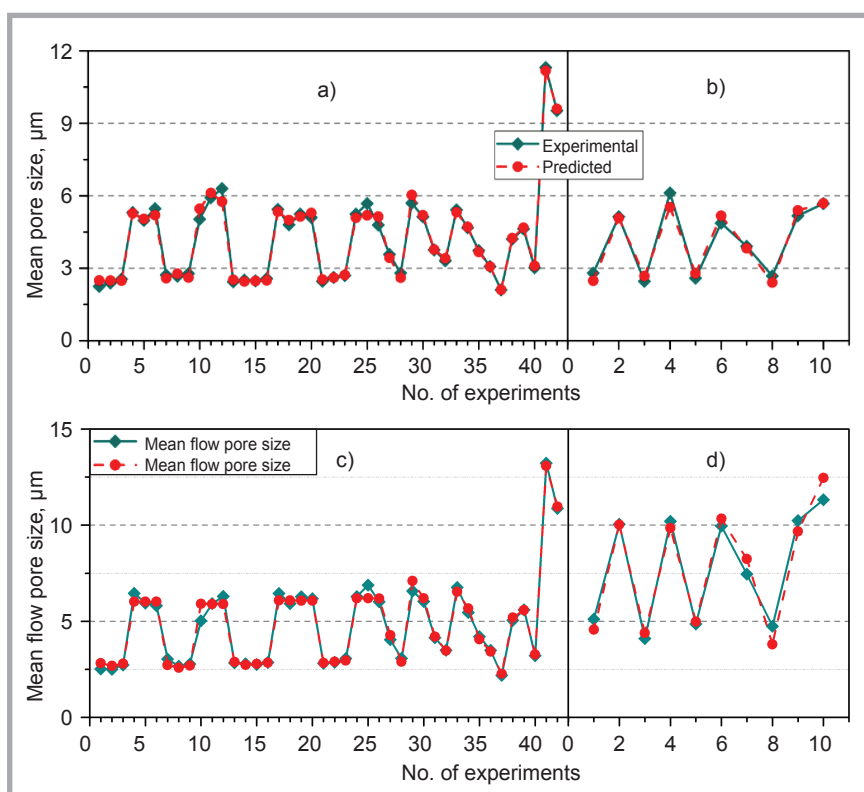 12
9
6
3
0
Mean pore size, µm
a)
b)
Experimental
Predicted
5 10 15 20 25 30 35 40 0 2 4 6 8 10
No. of experiments
15
10
5
0
Mean flow pore size, µm
Mean flow pore size
Mean flow pore size
c)
d)
0 5 10 15 20 25 30 35 40 0 2 4 6 8 10
No. of experiments